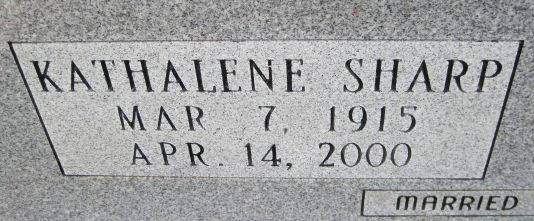 KATHALENE SHARP
MAR 7, 1915
APR. 14, 2000
MARRIED